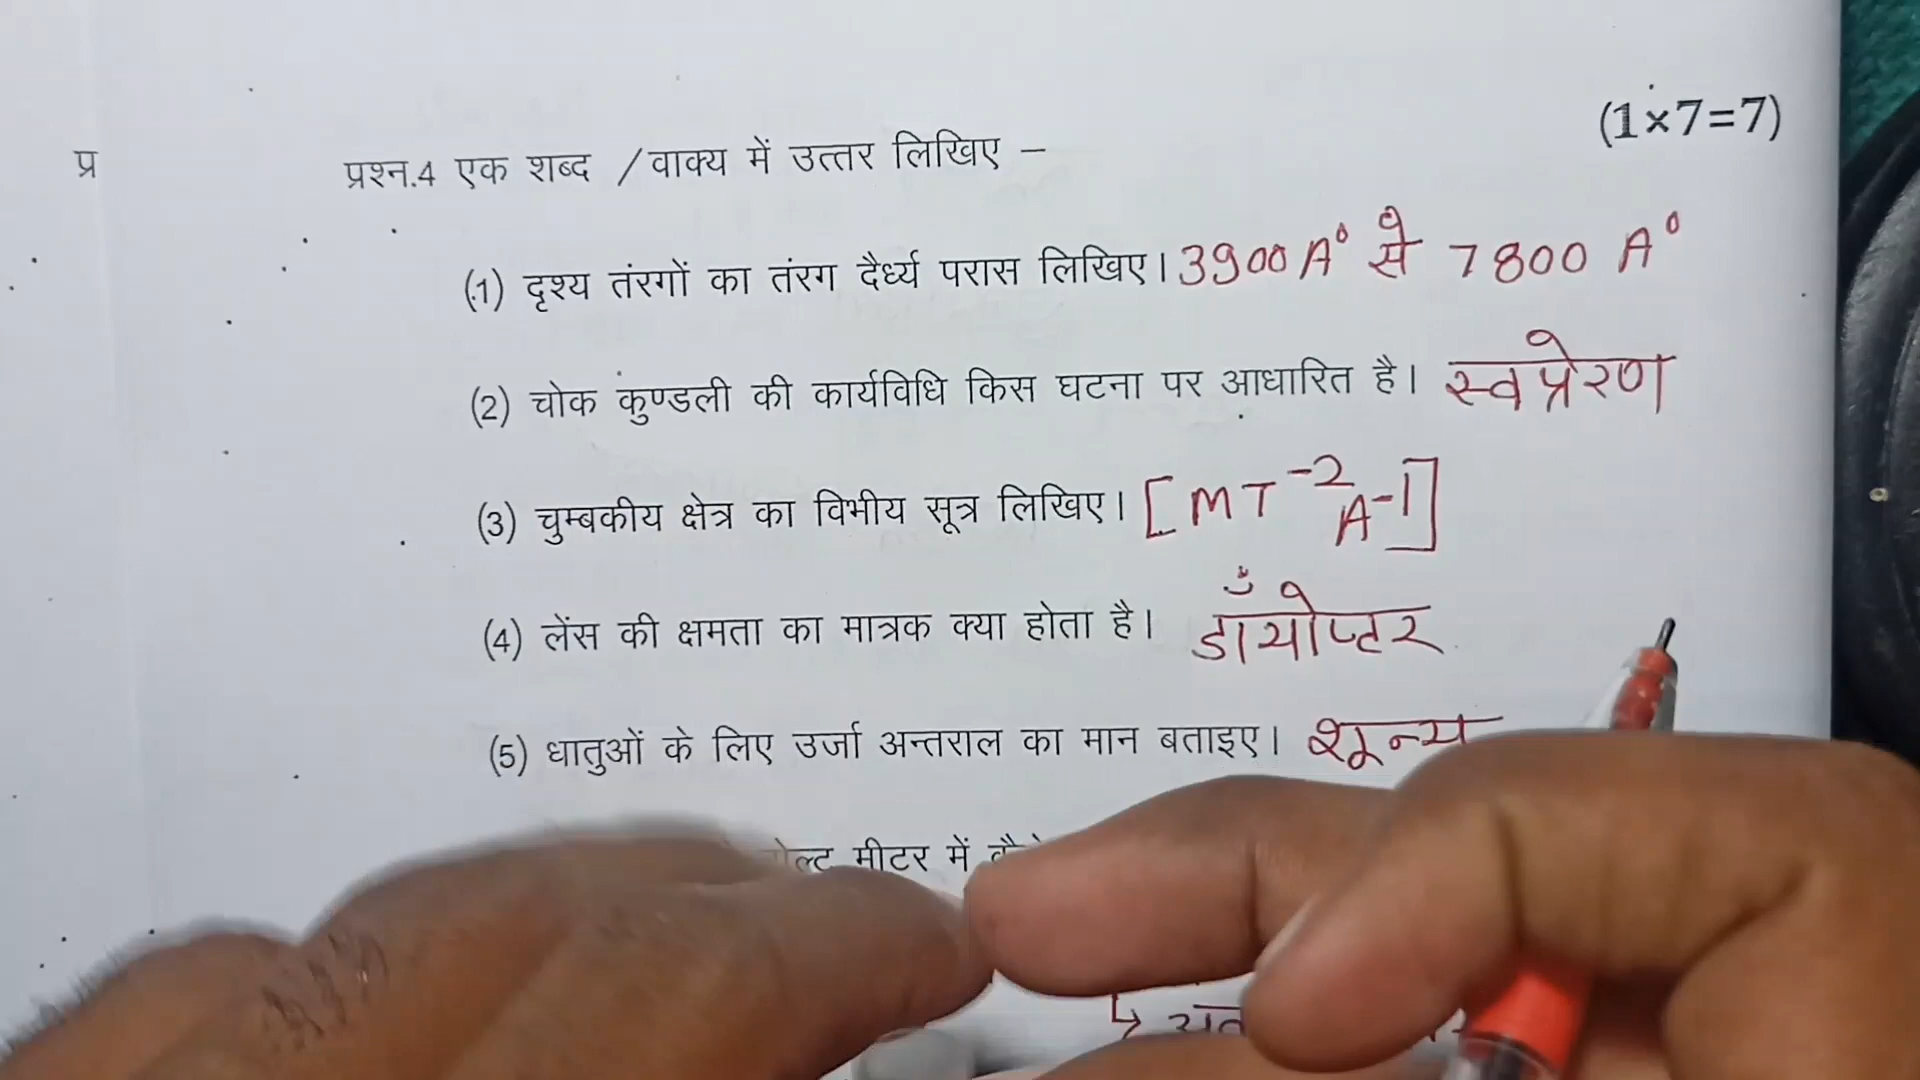 (1×7=7)
प्र
प्रश्न.4 एक शब्द /वाक्य में उत्तर लिखिए –
(1) दृश्य तंरगों का तंरग दैर्ध्य परास लिखिए। 3900 A° से 7800 A°
(2) चोक कुण्डली की कार्यविधि किस घटना पर आधारित है। स्वप्रेरण
(3) चुम्बकीय क्षेत्र का विभीय सूत्र लिखिए। [MT⁻²A⁻¹]
(4) लेंस की क्षमता का मात्रक क्या होता है। डॉयोप्टर
(5) धातुओं के लिए उर्जा अन्तराल का मान बताइए। शून्य
मीटर में